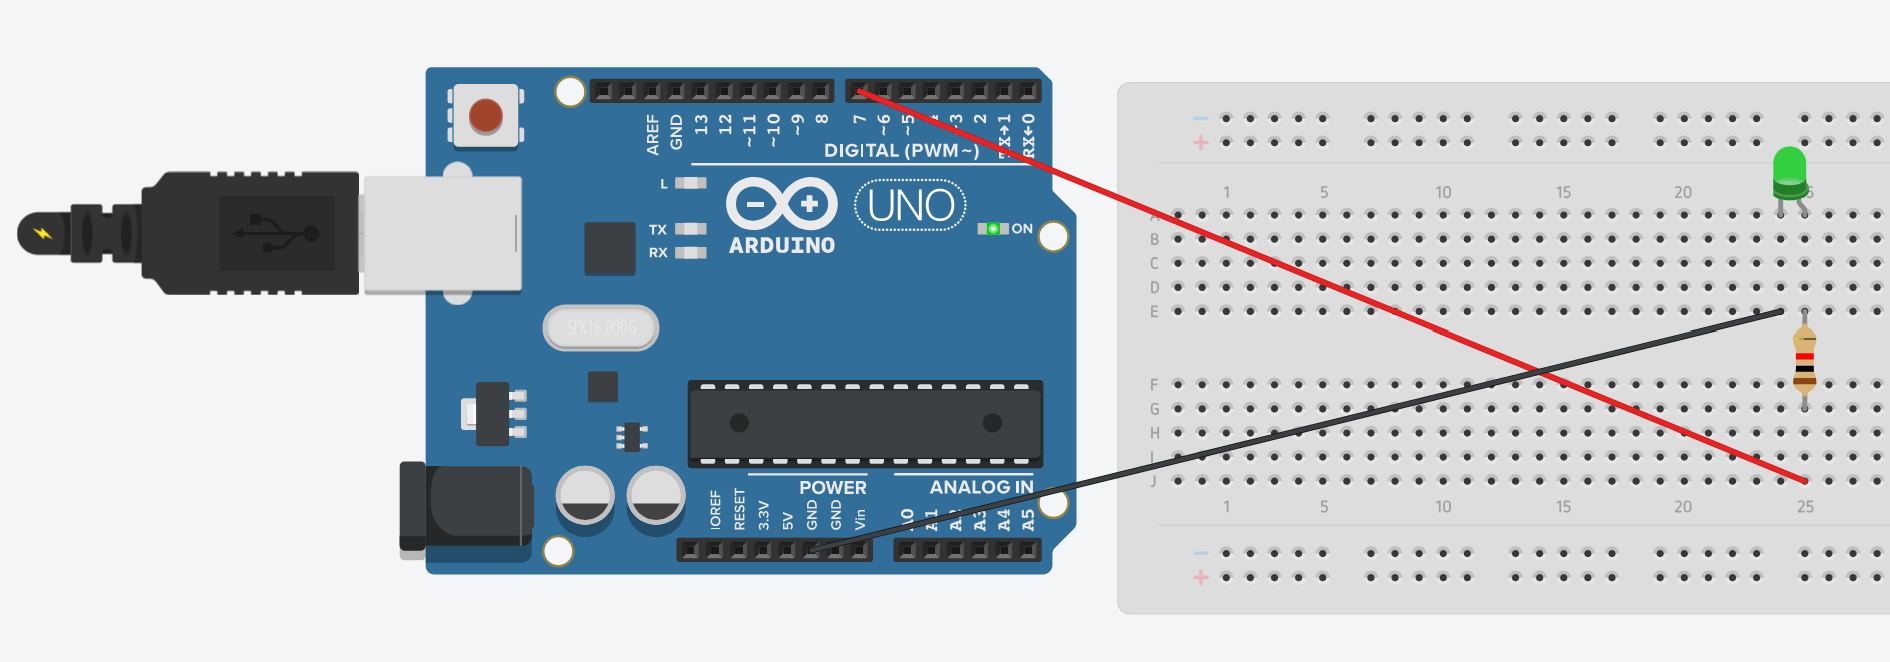 AREF
GND
13
12
~11
~10
~9
8
7
~6
~5
~3
2
TX→1
RX←0
DIGITAL (PWM~)
L
TX
RX
ARDUINO
UNO
ON
SPK16.000G
POWER
ANALOG IN
IOREF
RESET
3.3V
5V
GND
GND
Vin
A0
A1
A2
A3
A4
A5
1 5 10 15 20
A
B
C
D
E
F
G
H
I
J
1 5 10 15 20 25